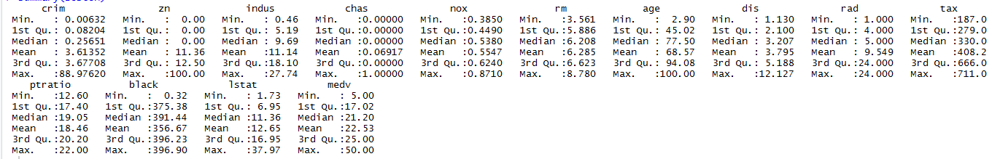 crim zn indus chas nox rm age dis rad tax
Min. : 0.00632 Min. : 0.00 Min. : 0.46 Min. :0.00000 Min. :0.3850 Min. :3.561 Min. : 2.90 Min. : 1.130 Min. : 1.000 Min. :187.0
1st Qu.: 0.08204 1st Qu.: 0.00 1st Qu.: 5.19 1st Qu.:0.00000 1st Qu.:0.4490 1st Qu.:5.886 1st Qu.: 45.02 1st Qu.: 2.100 1st Qu.: 4.000 1st Qu.:279.0
Median : 0.25651 Median : 0.00 Median : 9.69 Median :0.00000 Median :0.5380 Median :6.208 Median : 77.50 Median : 3.207 Median : 5.000 Median :330.0
Mean : 3.61352 Mean : 11.36 Mean :11.14 Mean :0.06917 Mean :0.5547 Mean :6.285 Mean : 68.57 Mean : 3.795 Mean : 9.549 Mean :408.2
3rd Qu.: 3.67708 3rd Qu.: 12.50 3rd Qu.:18.10 3rd Qu.:0.00000 3rd Qu.:0.6240 3rd Qu.:6.623 3rd Qu.: 94.08 3rd Qu.: 5.188 3rd Qu.:24.000 3rd Qu.:666.0
Max. :88.97620 Max. :100.00 Max. :27.74 Max. :1.00000 Max. :0.8710 Max. :8.780 Max. :100.00 Max. :12.127 Max. :24.000 Max. :711.0
ptratio black lstat medv
Min. :12.60 Min. : 0.32 Min. : 1.73 Min. : 5.00
1st Qu.:17.40 1st Qu.:375.38 1st Qu.: 6.95 1st Qu.:17.02
Median :19.05 Median :391.44 Median :11.36 Median :21.20
Mean :18.46 Mean :356.67 Mean :12.65 Mean :22.53
3rd Qu.:20.20 3rd Qu.:396.23 3rd Qu.:16.95 3rd Qu.:25.00
Max. :22.00 Max. :396.90 Max. :37.97 Max. :50.00